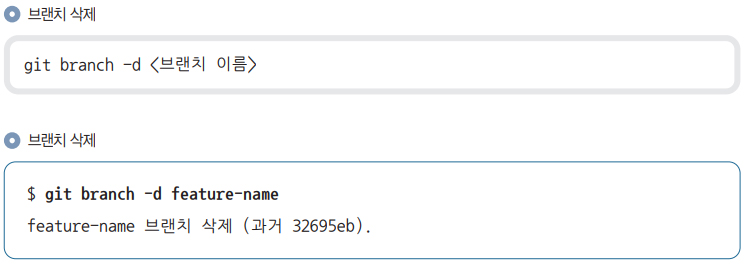 브랜치 삭제
git branch -d <브랜치 이름>
브랜치 삭제
$ git branch -d feature-name
feature-name 브랜치 삭제 (과거 32695eb).